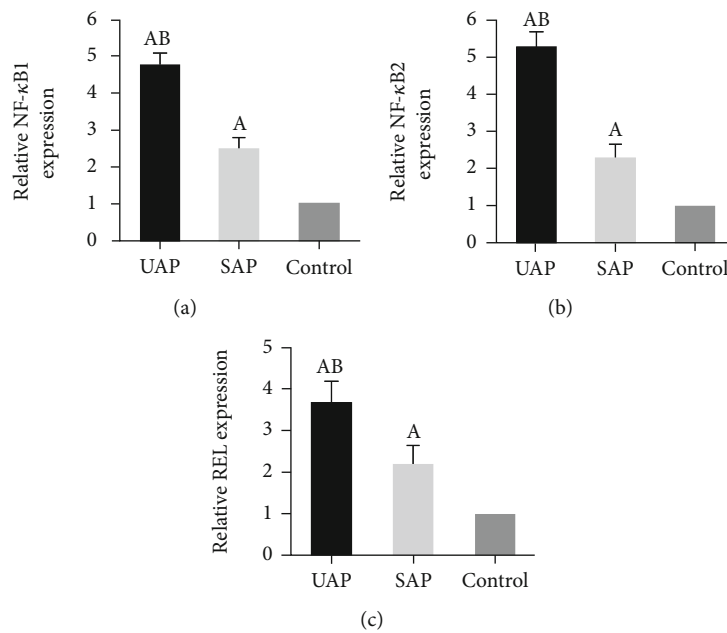 Relative NF-κB1
expression
6
5
4
3
2
1
0
AB
A
UAP SAP Control
(a)
Relative NF-κB2
expression
6
5
4
3
2
1
0
AB
A
UAP SAP Control
(b)
Relative REL expression
5
4
3
2
1
0
AB
A
UAP SAP Control
(c)